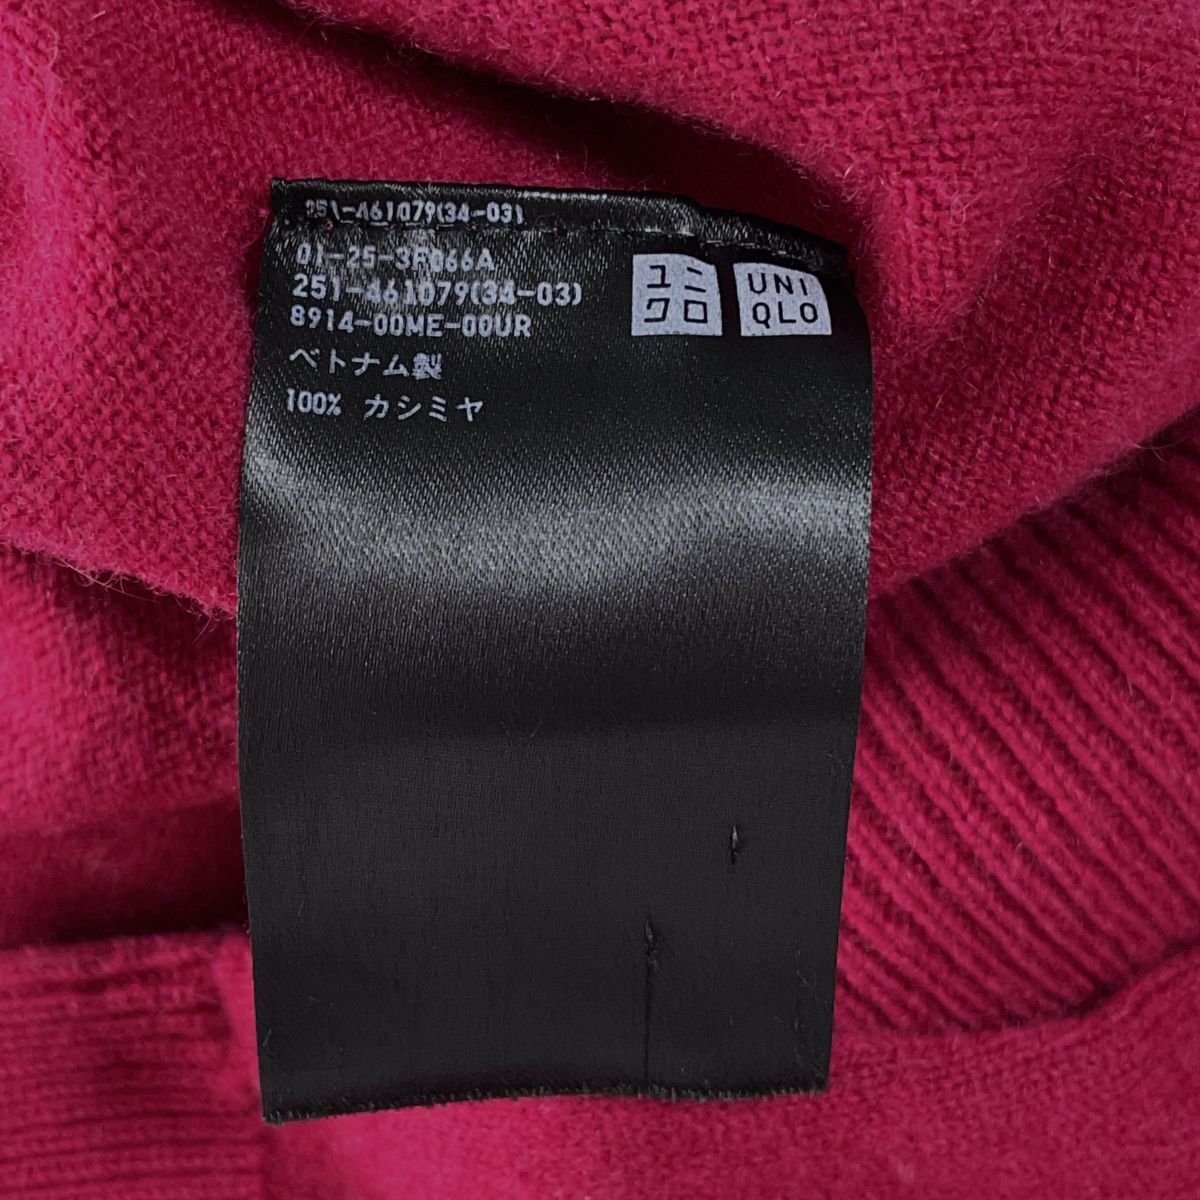 251-461079(34-03)
01-25-3F066A
251-461079(34-03)
8914-00ME-00UR
ベトナム製
100% カシミヤ
ユニ
クロ
UNI
QLO